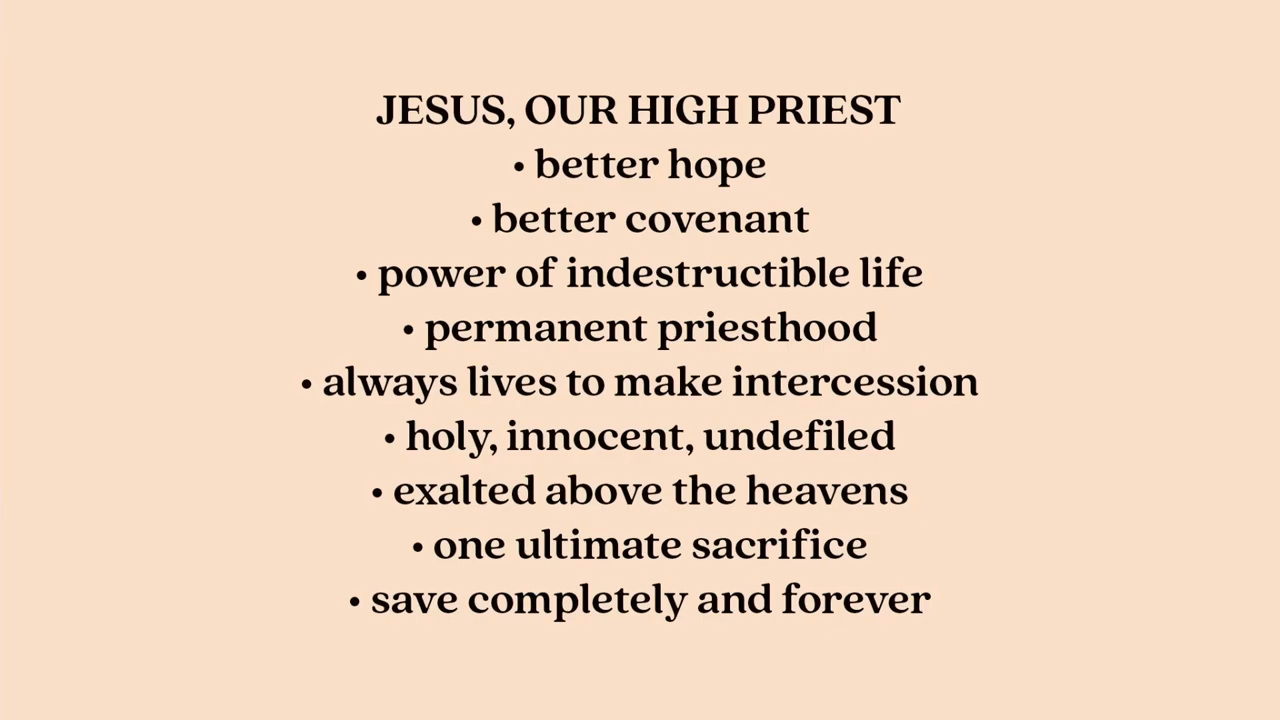 JESUS, OUR HIGH PRIEST
• better hope
• better covenant
• power of indestructible life
• permanent priesthood
• always lives to make intercession
• holy, innocent, undefiled
• exalted above the heavens
• one ultimate sacrifice
• save completely and forever